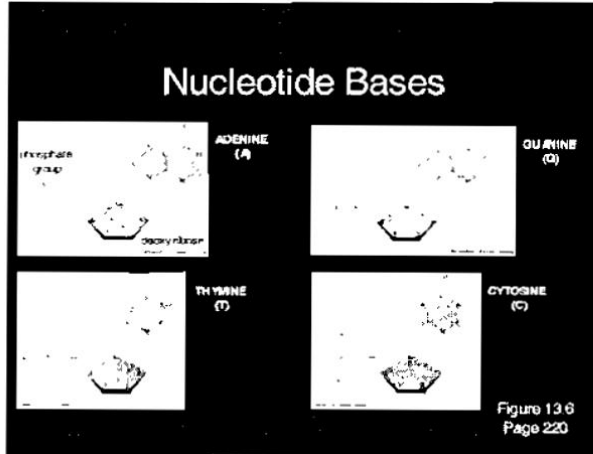 Nucleotide Bases
phosphate
group
ADENINE
(A)
deoxyribose
GUANINE
(G)
THYMINE
(T)
CYTOSINE
(C)
Figure 13.6
Page 220